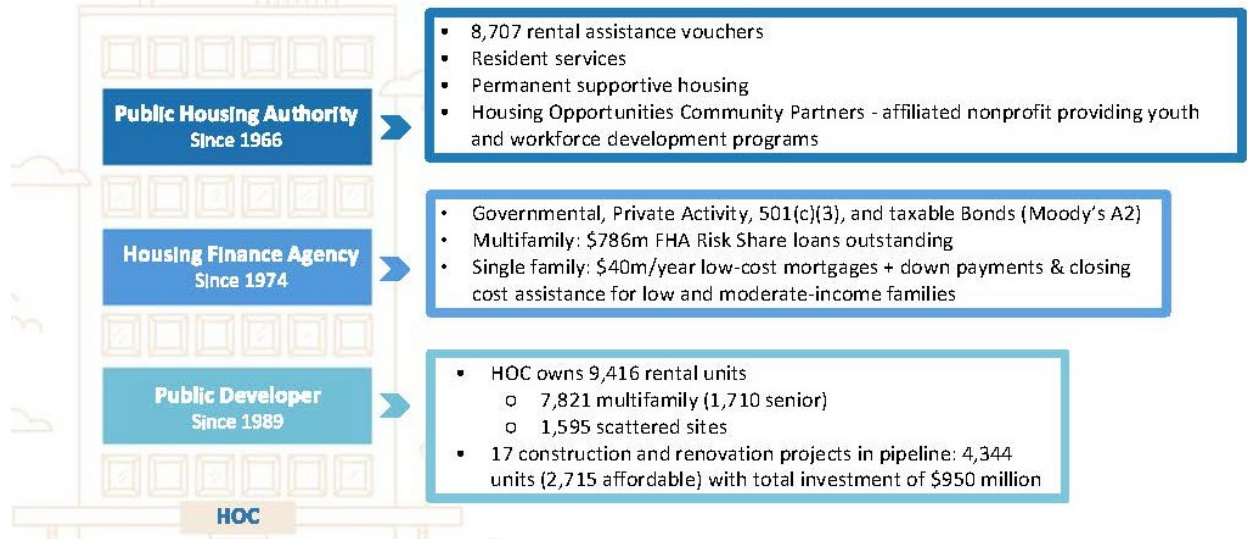 Public Housing Authority
Since 1966
• 8,707 rental assistance vouchers
• Resident services
• Permanent supportive housing
• Housing Opportunities Community Partners - affiliated nonprofit providing youth
and workforce development programs
Housing Finance Agency
Since 1974
• Governmental, Private Activity, 501(c)(3), and taxable Bonds (Moody's A2)
• Multifamily: $786m FHA Risk Share loans outstanding
• Single family: $40m/year low-cost mortgages + down payments & closing
cost assistance for low and moderate-income families
Public Developer
Since 1989
• HOC owns 9,416 rental units
o 7,821 multifamily (1,710 senior)
o 1,595 scattered sites
• 17 construction and renovation projects in pipeline: 4,344
units (2,715 affordable) with total investment of $950 million
HOC